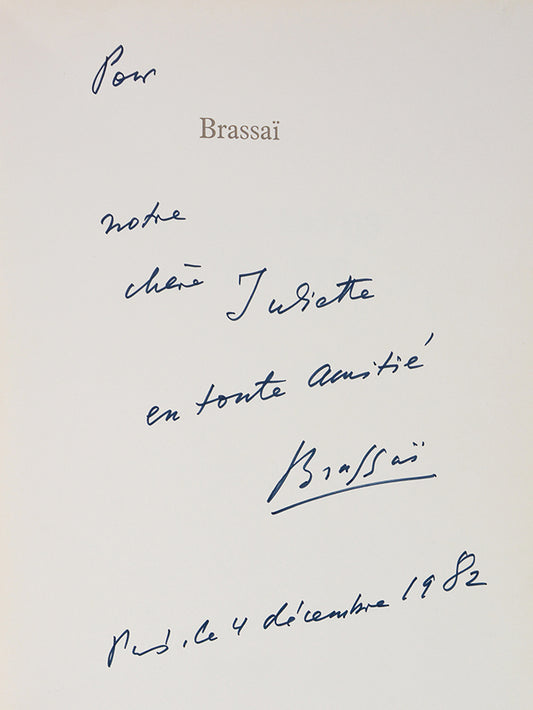 Pour
Brassaï
notre
chère Juliette
en toute amitié
Brassaï
Paris, le 4 décembre 1982